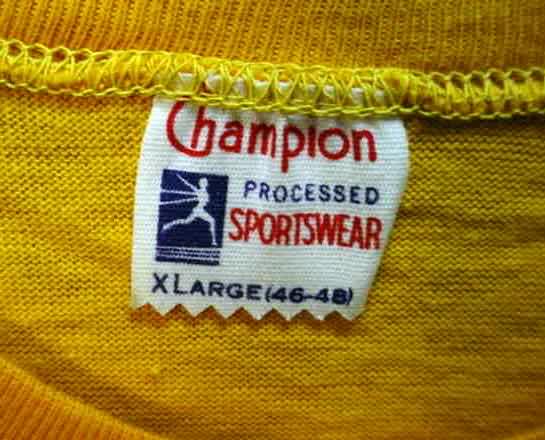 Champion
PROCESSED
SPORTSWEAR
XLARGE (46-48)